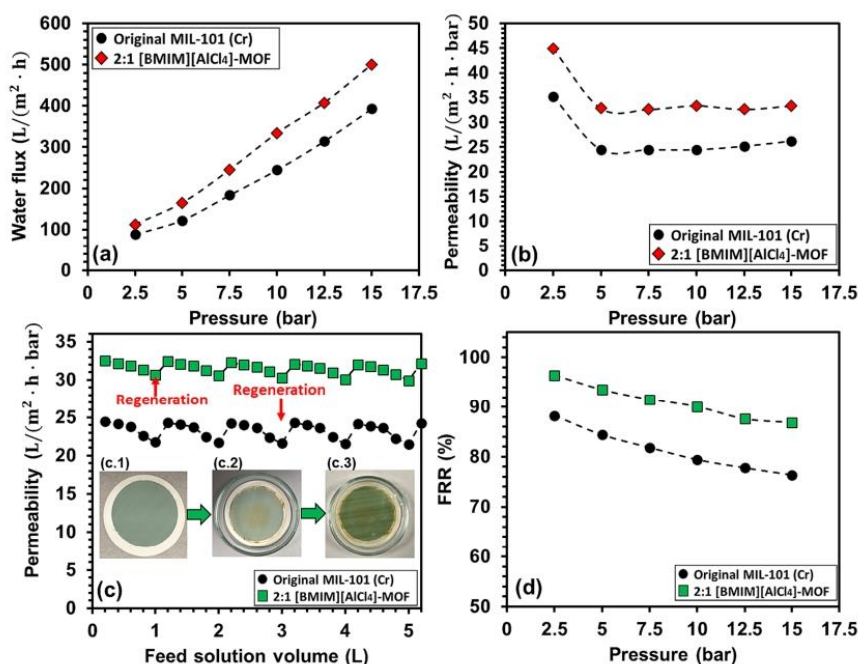 Water flux (L/(m² · h))
600
500
400
300
200
100
0
Original MIL-101 (Cr)
2:1 [BMIM][AlCl₄]-MOF
(a)
0 2.5 5 7.5 10 12.5 15 17.5
Pressure (bar)
Permeability (L/(m² · h · bar)
50
45
40
35
30
25
20
15
10
5
0
(b)
Original MIL-101 (Cr)
2:1 [BMIM][AlCl₄]-MOF
0 2.5 5 7.5 10 12.5 15 17.5
Pressure (bar)
Permeability (L/(m² · h · bar)
35
30
25
20
15
10
5
0
Regeneration
Regeneration
(c.1) (c.2) (c.3)
(c)
Original MIL-101 (Cr)
2:1 [BMIM][AlCl₄]-MOF
0 1 2 3 4 5
Feed solution volume (L)
FRR (%)
100
90
80
70
60
50
(d)
Original MIL-101 (Cr)
2:1 [BMIM][AlCl₄]-MOF
0 2.5 5 7.5 10 12.5 15 17.5
Pressure (bar)